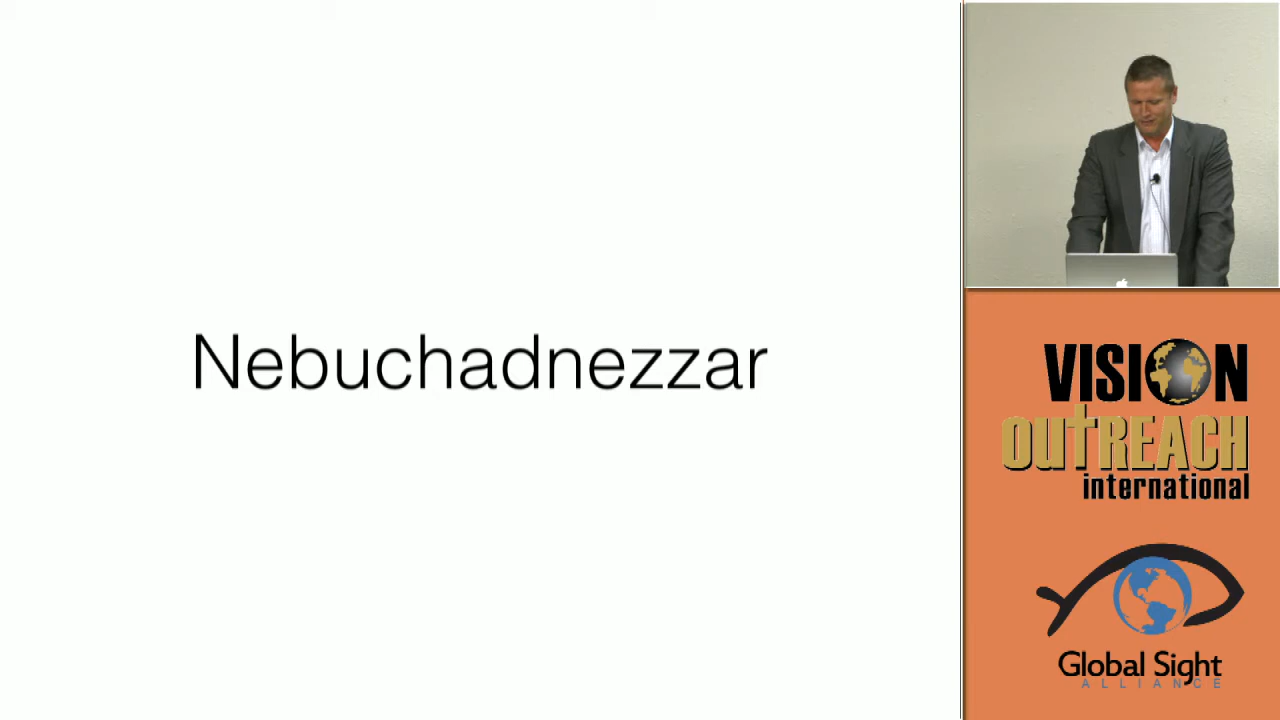 Nebuchadnezzar
VISION
OUTREACH
international
Global Sight
ALLIANCE